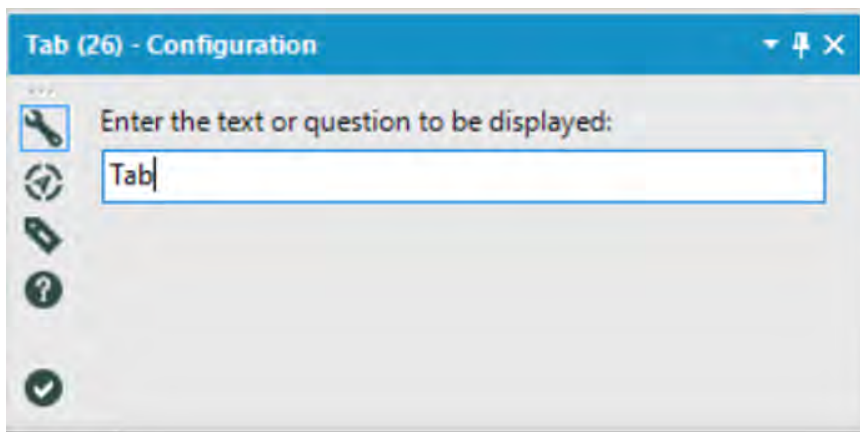 Tab (26) - Configuration
Enter the text or question to be displayed:
Tab